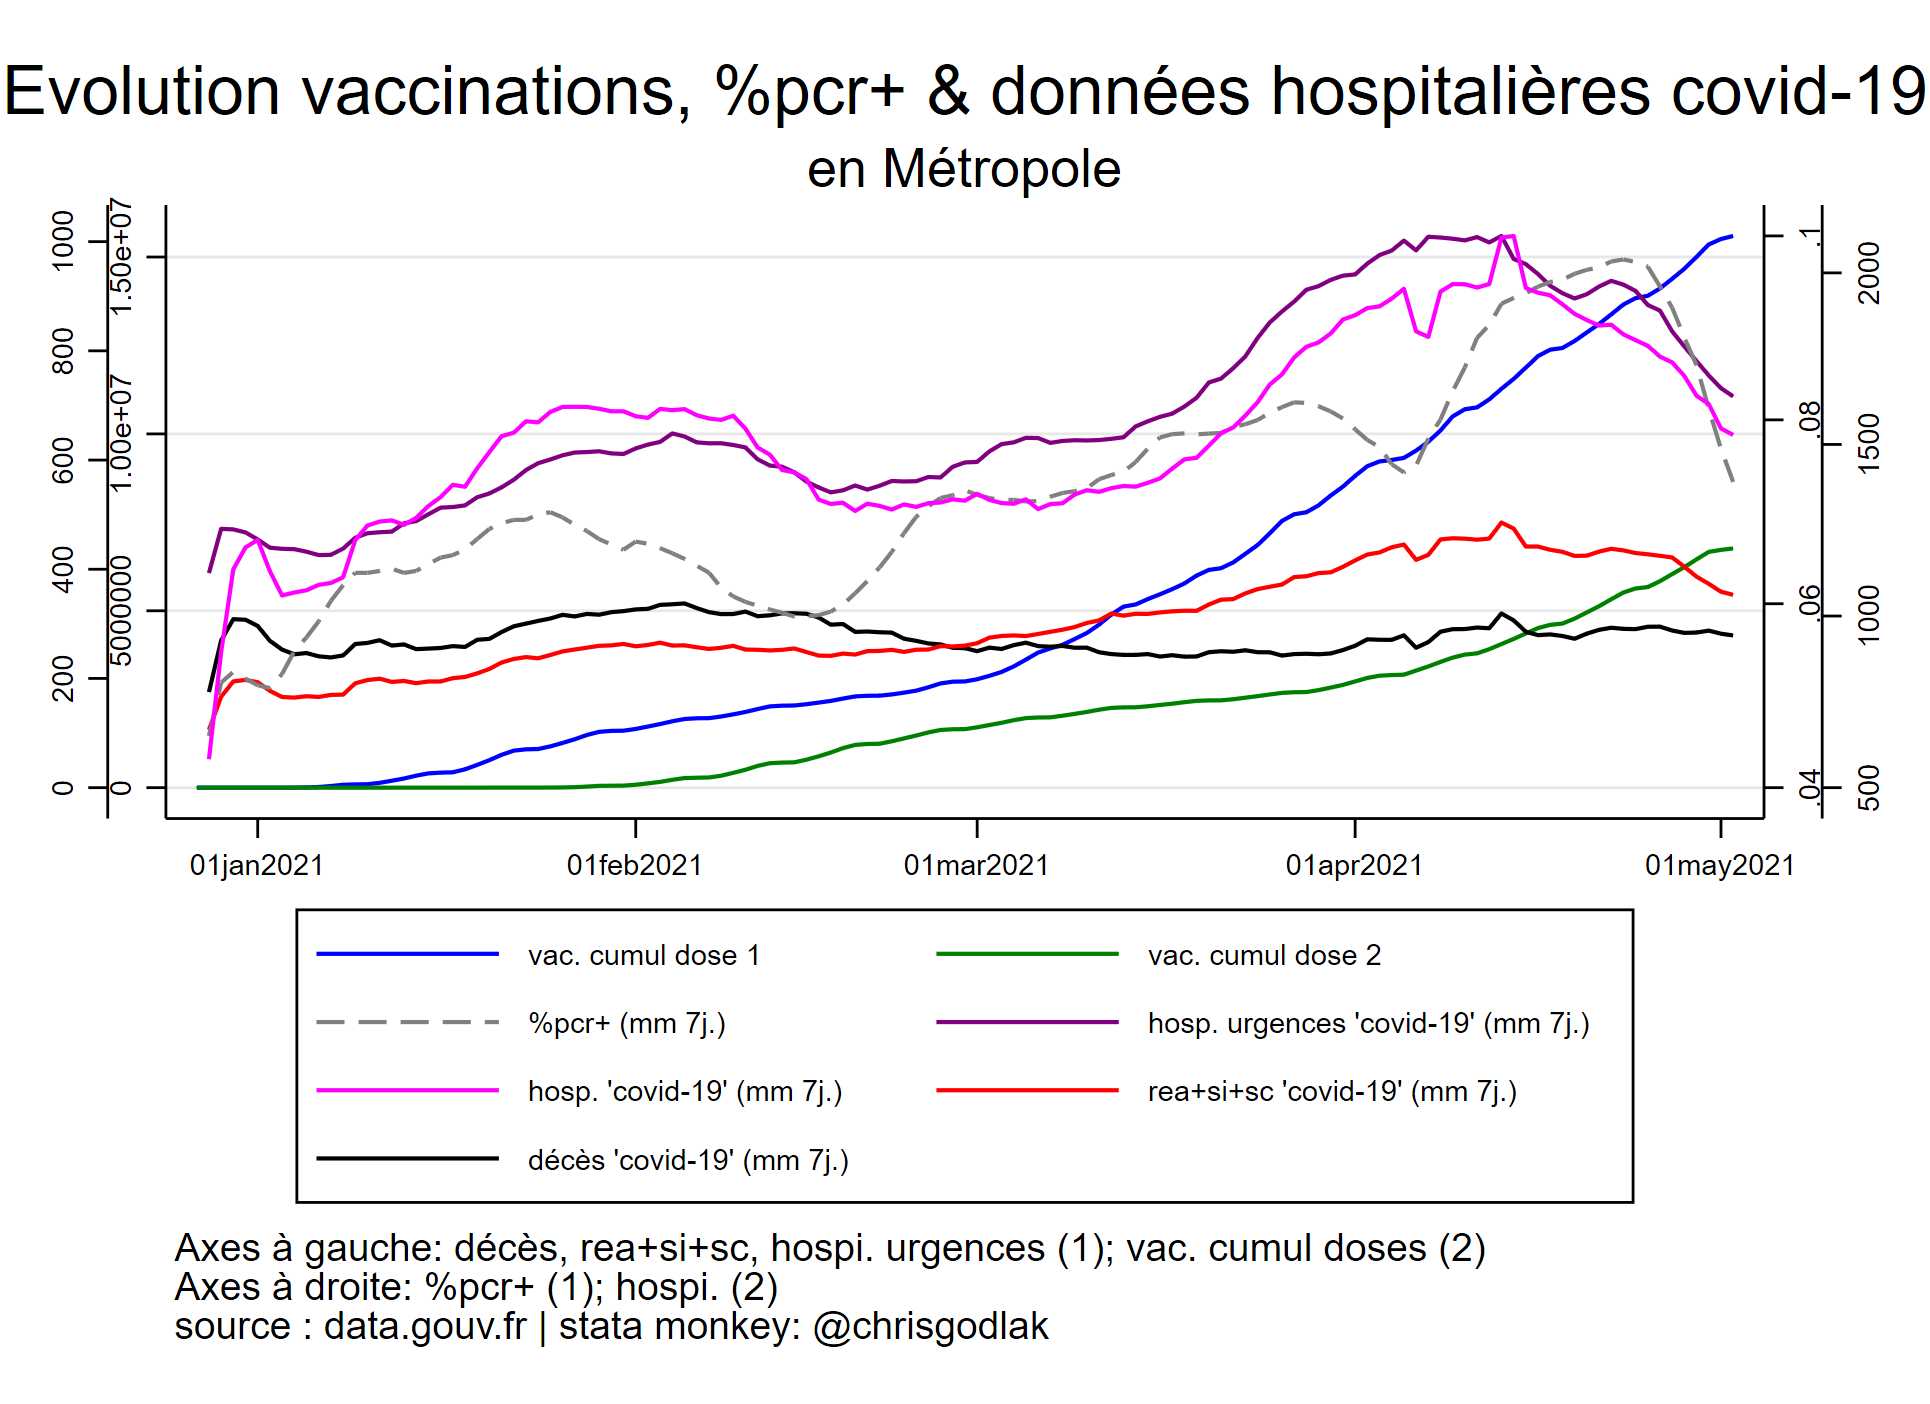 Evolution vaccinations, %pcr+ & données hospitalières covid-19
en Métropole
1000
800
600
400
200
0
1.50e+07
1.00e+07
5000000
0
.1
.08
.06
.04
2000
1500
1000
500
01jan2021 01feb2021 01mar2021 01apr2021 01may2021
vac. cumul dose 1 vac. cumul dose 2
%pcr+ (mm 7j.) hosp. urgences 'covid-19' (mm 7j.)
hosp. 'covid-19' (mm 7j.) rea+si+sc 'covid-19' (mm 7j.)
décès 'covid-19' (mm 7j.)
Axes à gauche: décès, rea+si+sc, hospi. urgences (1); vac. cumul doses (2)
Axes à droite: %pcr+ (1); hospi. (2)
source : data.gouv.fr | stata monkey: @chrisgodlak